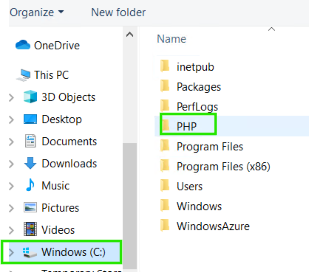 Organize New folder
OneDrive
This PC
3D Objects
Desktop
Documents
Downloads
Music
Pictures
Videos
Windows (C:)
Name
inetpub
Packages
PerfLogs
PHP
Program Files
Program Files (x86)
Users
Windows
WindowsAzure